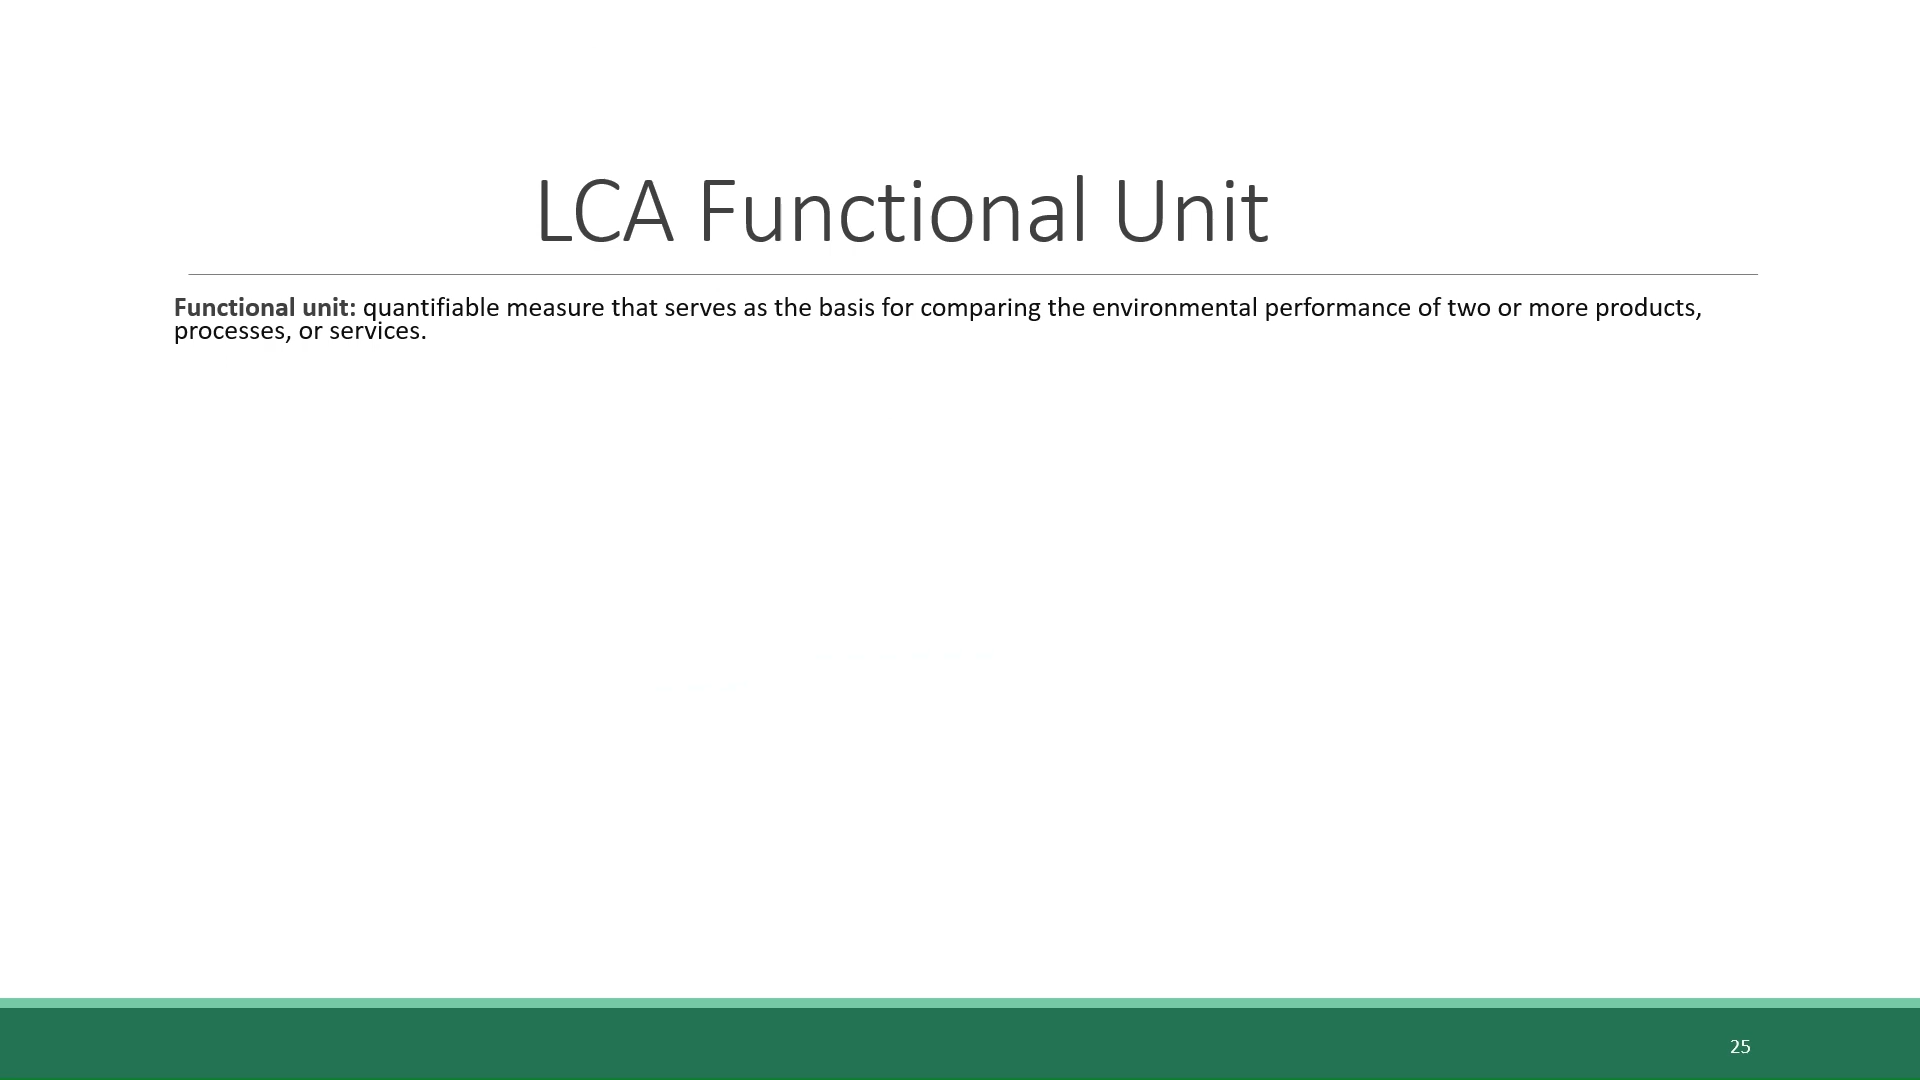 LCA Functional Unit
Functional unit: quantifiable measure that serves as the basis for comparing the environmental performance of two or more products,
processes, or services.
25